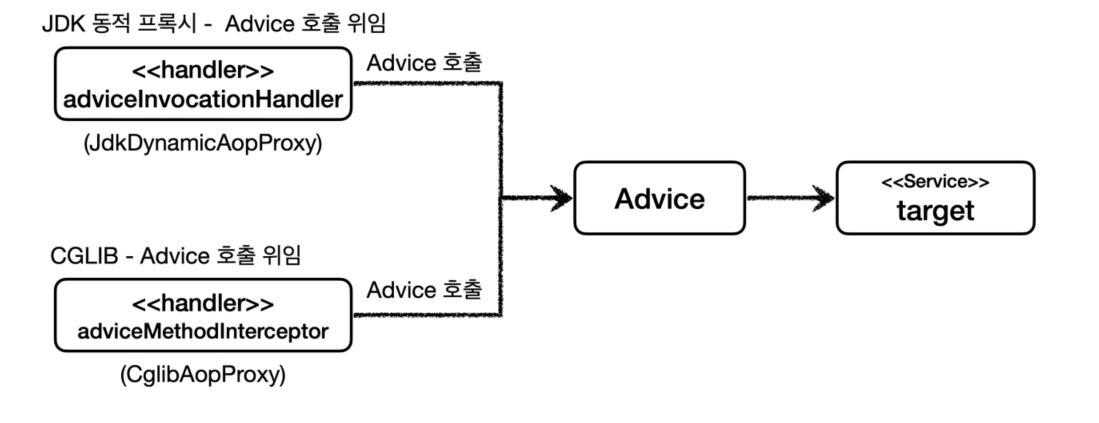 JDK 동적 프록시 - Advice 호출 위임
<<handler>>
adviceInvocationHandler
(JdkDynamicAopProxy)
Advice 호출
CGLIB - Advice 호출 위임
<<handler>>
adviceMethodInterceptor
(CglibAopProxy)
Advice 호출
Advice
<<Service>>
target